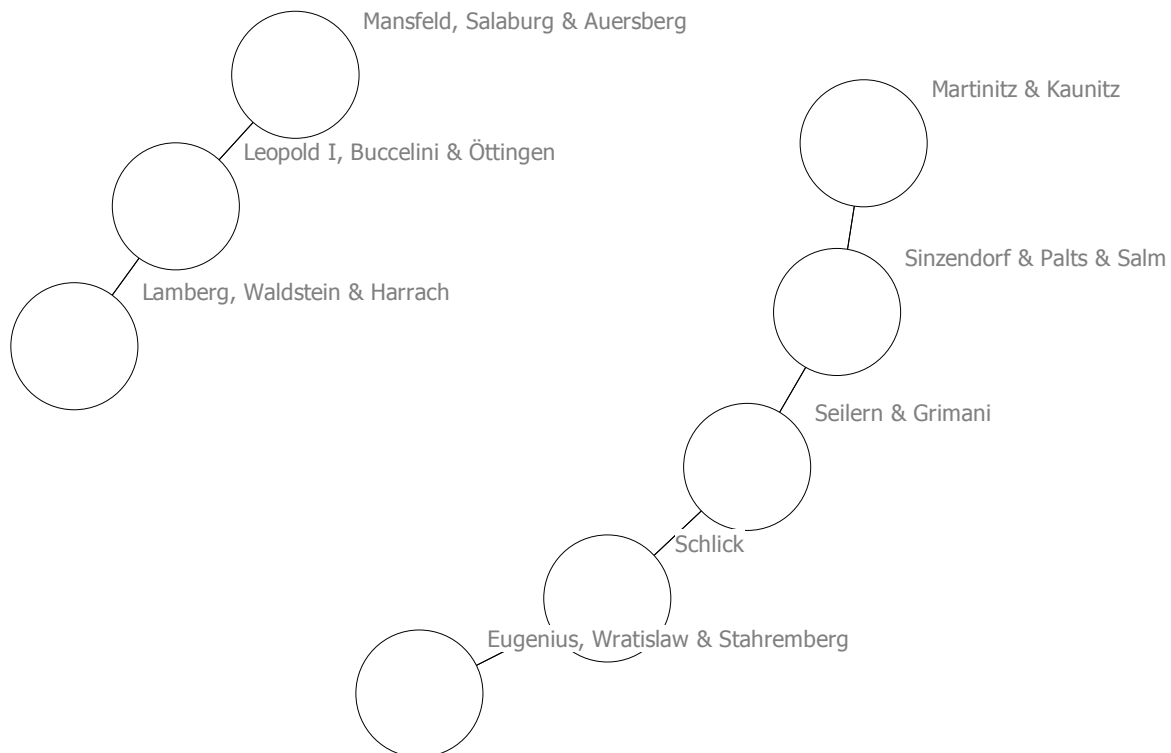 Mansfeld, Salaburg & Auersberg
Martinitz & Kaunitz
Leopold I, Buccelini & Öttingen
Sinzendorf & Palts & Salm
Lamberg, Waldstein & Harrach
Seilern & Grimani
Schlick
Eugenius, Wratislaw & Stahremberg